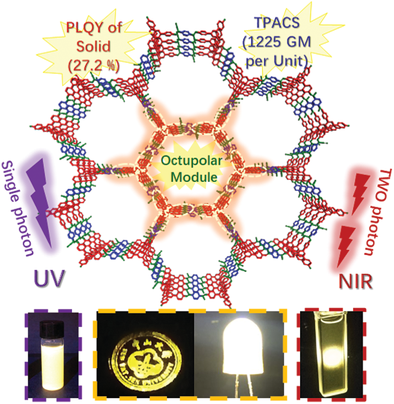 PLQY of
Solid
(27.2 %)
TPACS
(1225 GM
per Unit)
Octupolar
Module
Single photon
UV
TWO photon
NIR